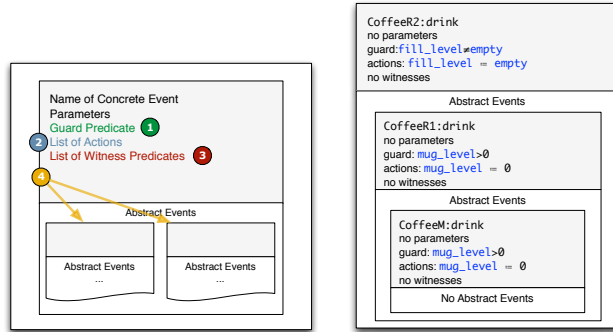 Name of Concrete Event
Parameters
Guard Predicate 1
2 List of Actions
List of Witness Predicates 3
4
Abstract Events
Abstract Events
...
Abstract Events
...
CoffeeR2:drink
no parameters
guard:fill_level≠empty
actions: fill_level = empty
no witnesses
Abstract Events
CoffeeR1:drink
no parameters
guard: mug_level>0
actions: mug_level = 0
no witnesses
Abstract Events
CoffeeM:drink
no parameters
guard: mug_level>0
actions: mug_level = 0
no witnesses
No Abstract Events